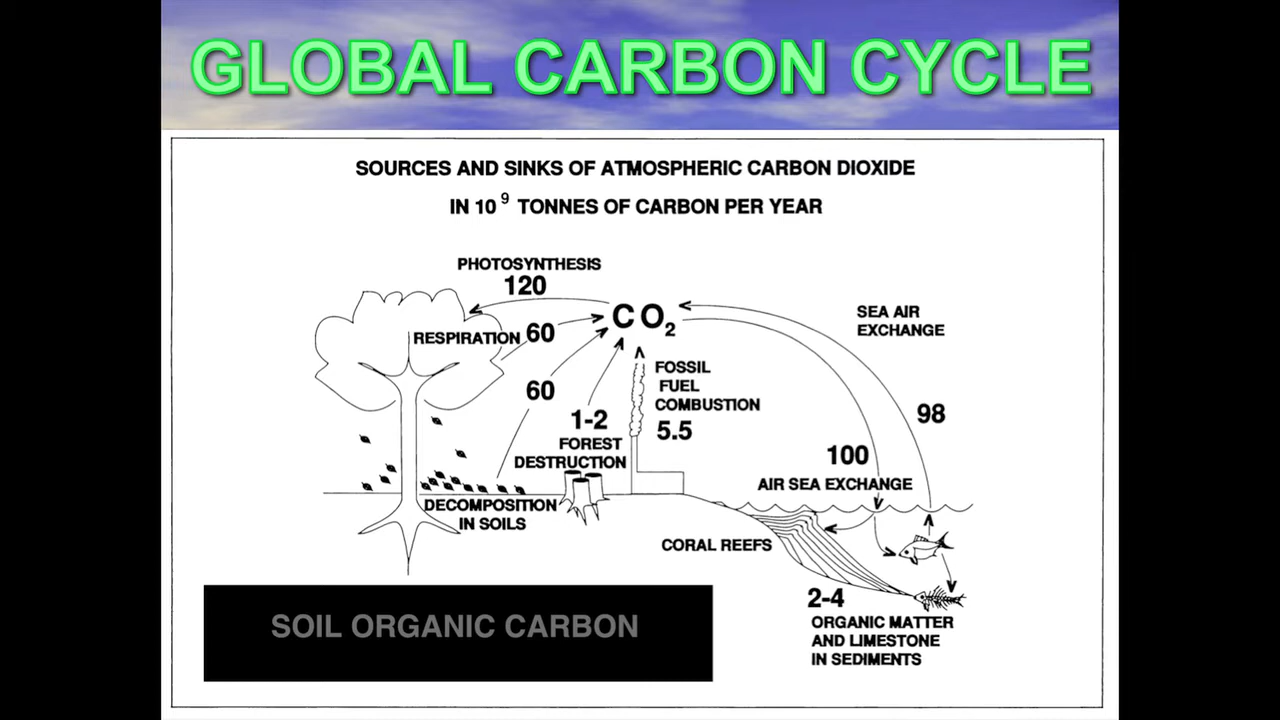 GLOBAL CARBON CYCLE
SOURCES AND SINKS OF ATMOSPHERIC CARBON DIOXIDE
IN 10⁹ TONNES OF CARBON PER YEAR
PHOTOSYNTHESIS
120
CO₂
RESPIRATION 60
60
1-2
FOREST
DESTRUCTION
FOSSIL
FUEL
COMBUSTION
5.5
SEA AIR
EXCHANGE
98
100
AIR SEA EXCHANGE
DECOMPOSITION
IN SOILS
CORAL REEFS
2-4
ORGANIC MATTER
AND LIMESTONE
IN SEDIMENTS
SOIL ORGANIC CARBON